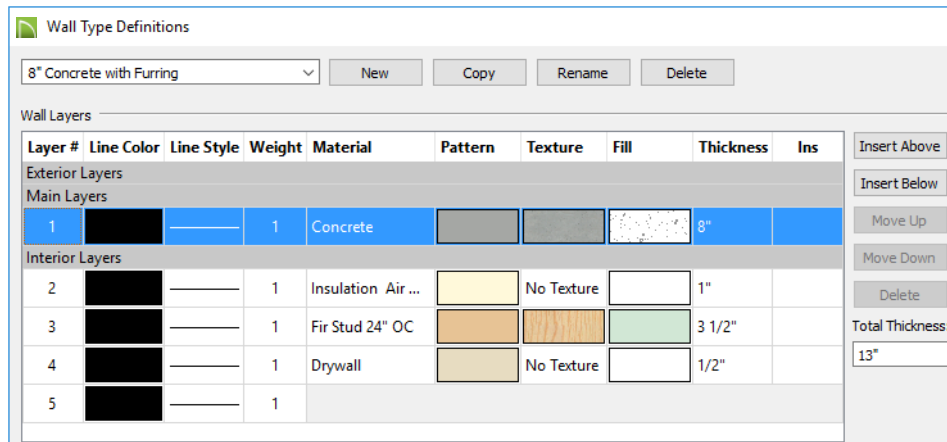 Wall Type Definitions
8" Concrete with Furring New Copy Rename Delete
Wall Layers
Layer # Line Color Line Style Weight Material Pattern Texture Fill Thickness Ins
Insert Above
Exterior Layers
Insert Below
Main Layers
1 1 Concrete 8"
Move Up
Interior Layers
Move Down
2 1 Insulation Air ... No Texture 1"
Delete
3 1 Fir Stud 24" OC 3 1/2"
Total Thickness
13"
4 1 Drywall No Texture 1/2"
5 1